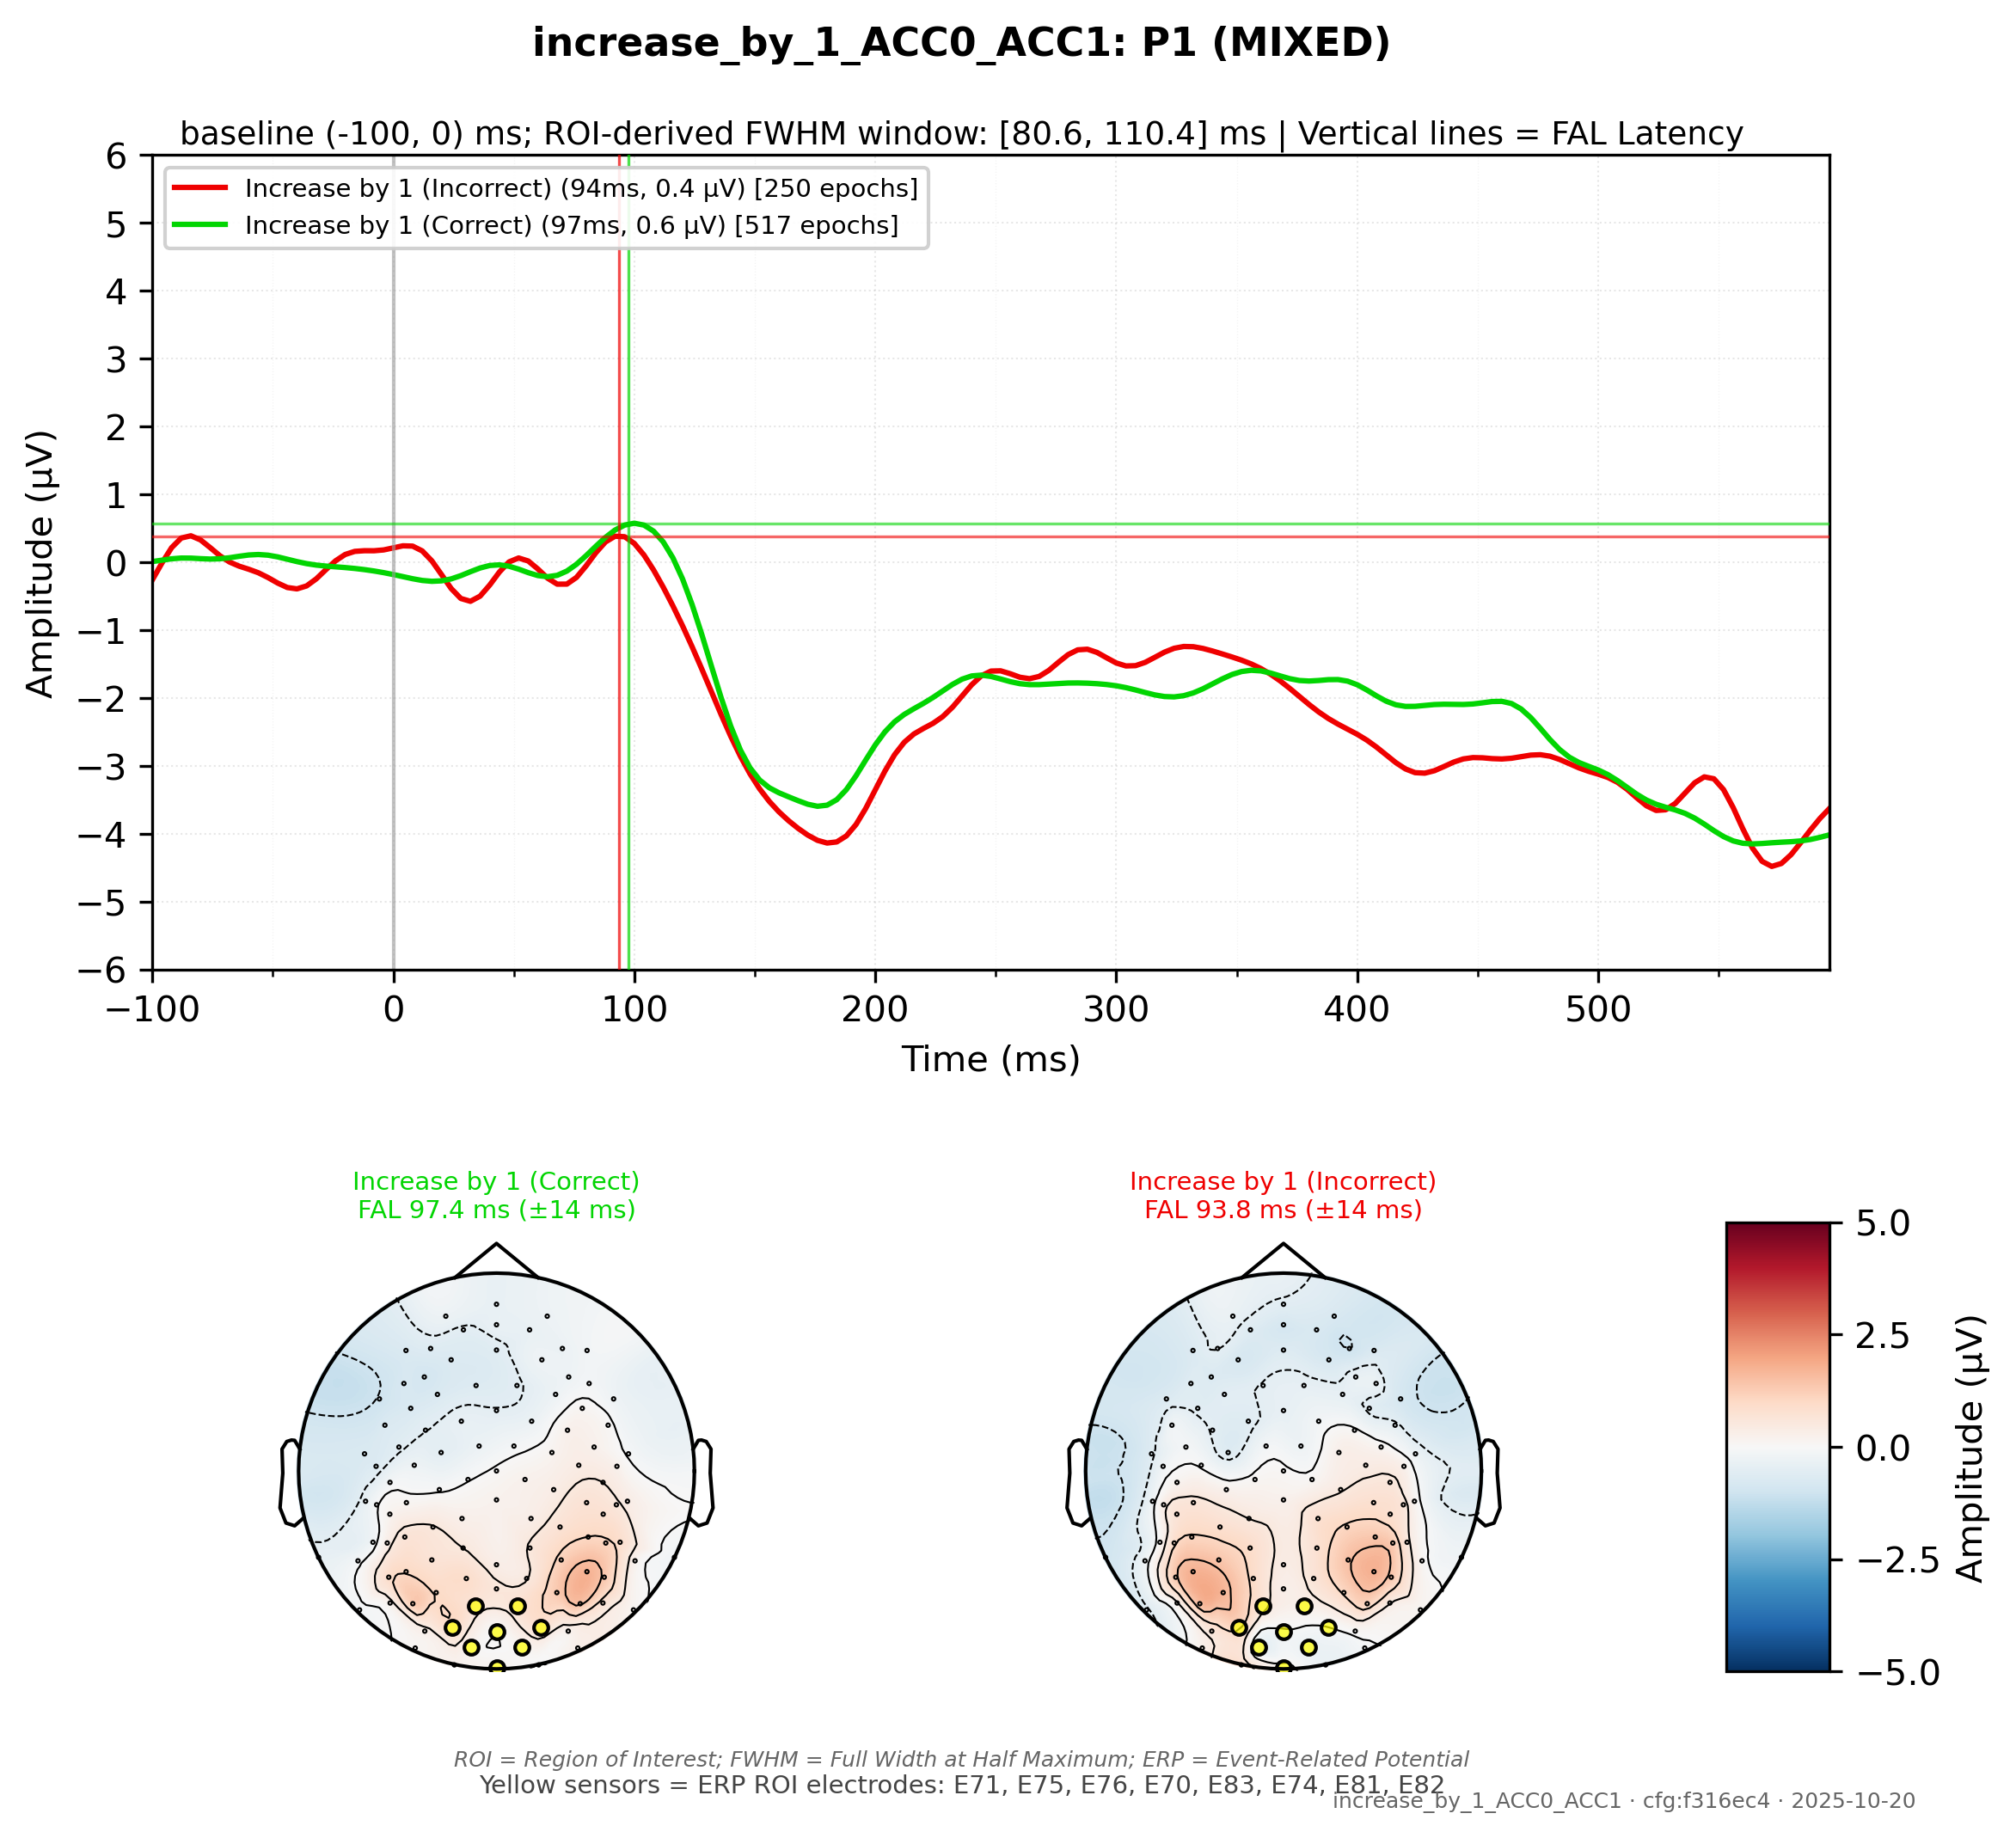 increase_by_1_ACC0_ACC1: P1 (MIXED)
baseline (-100, 0) ms; ROI-derived FWHM window: [80.6, 110.4] ms | Vertical lines = FAL Latency
Increase by 1 (Incorrect) (94ms, 0.4 µV) [250 epochs]
Increase by 1 (Correct) (97ms, 0.6 µV) [517 epochs]
Amplitude (µV)
6
5
4
3
2
1
0
−1
−2
−3
−4
−5
−6
−100
0
100
200
300
400
500
Time (ms)
Increase by 1 (Correct)
FAL 97.4 ms (±14 ms)
Increase by 1 (Incorrect)
FAL 93.8 ms (±14 ms)
5.0
2.5
0.0
−2.5
−5.0
Amplitude (µV)
ROI = Region of Interest; FWHM = Full Width at Half Maximum; ERP = Event-Related Potential
Yellow sensors = ERP ROI electrodes: E71, E75, E76, E70, E83, E74, E81, E82
increase_by_1_ACC0_ACC1 · cfg:f316ec4 · 2025-10-20